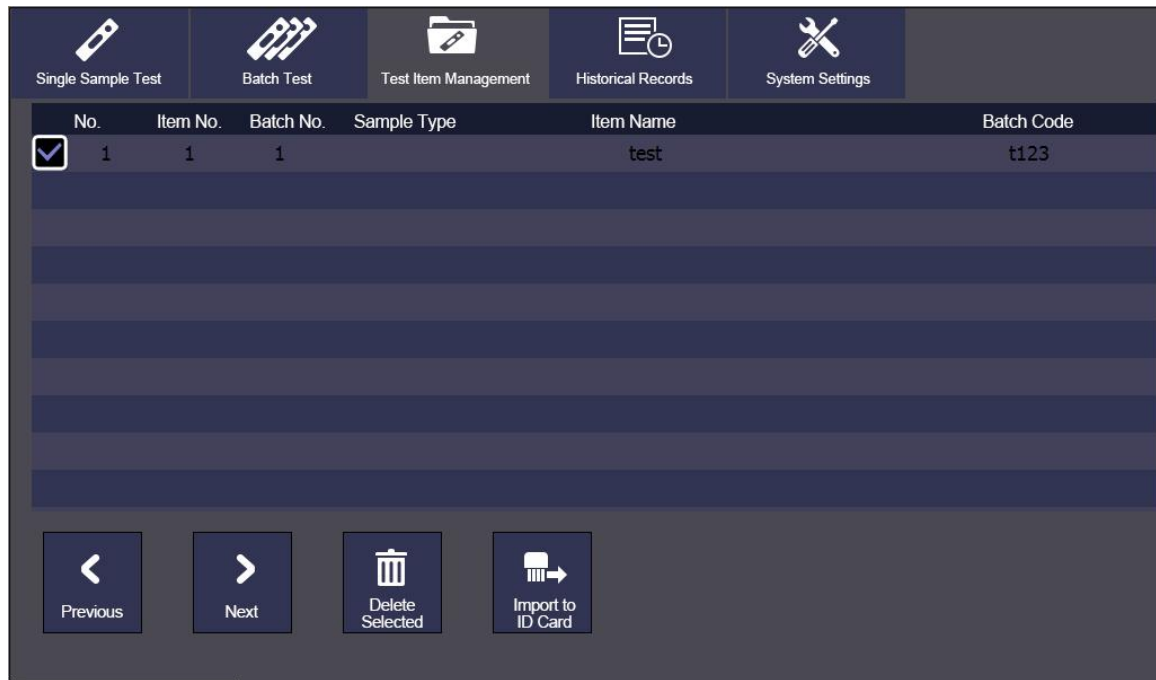 Single Sample Test Batch Test Test Item Management Historical Records System Settings
No. Item No. Batch No. Sample Type Item Name Batch Code
1 1 1 test t123
Previous Next Delete Selected Import to ID Card